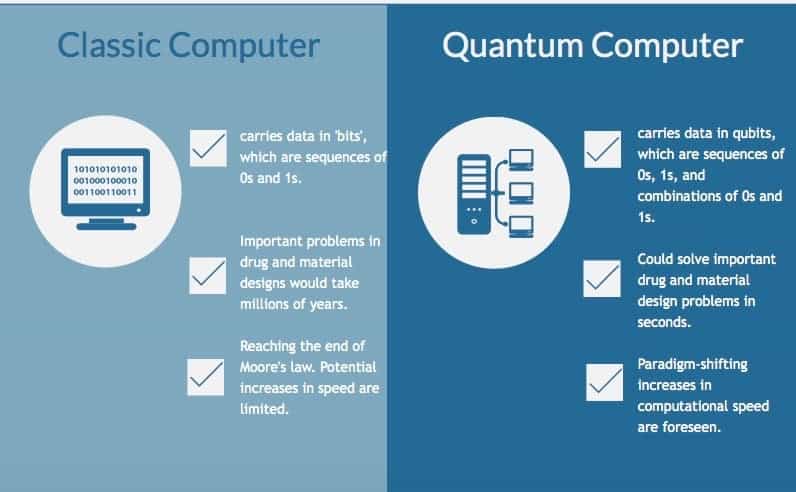 Classic Computer
101010101010
001000100010
001100110011
carries data in 'bits',
which are sequences of
0s and 1s.
Important problems in
drug and material
designs would take
millions of years.
Reaching the end of
Moore's law. Potential
increases in speed are
limited.
Quantum Computer
carries data in qubits,
which are sequences of
0s, 1s, and
combinations of 0s and
1s.
Could solve important
drug and material
design problems in
seconds.
Paradigm-shifting
increases in
computational speed
are foreseen.